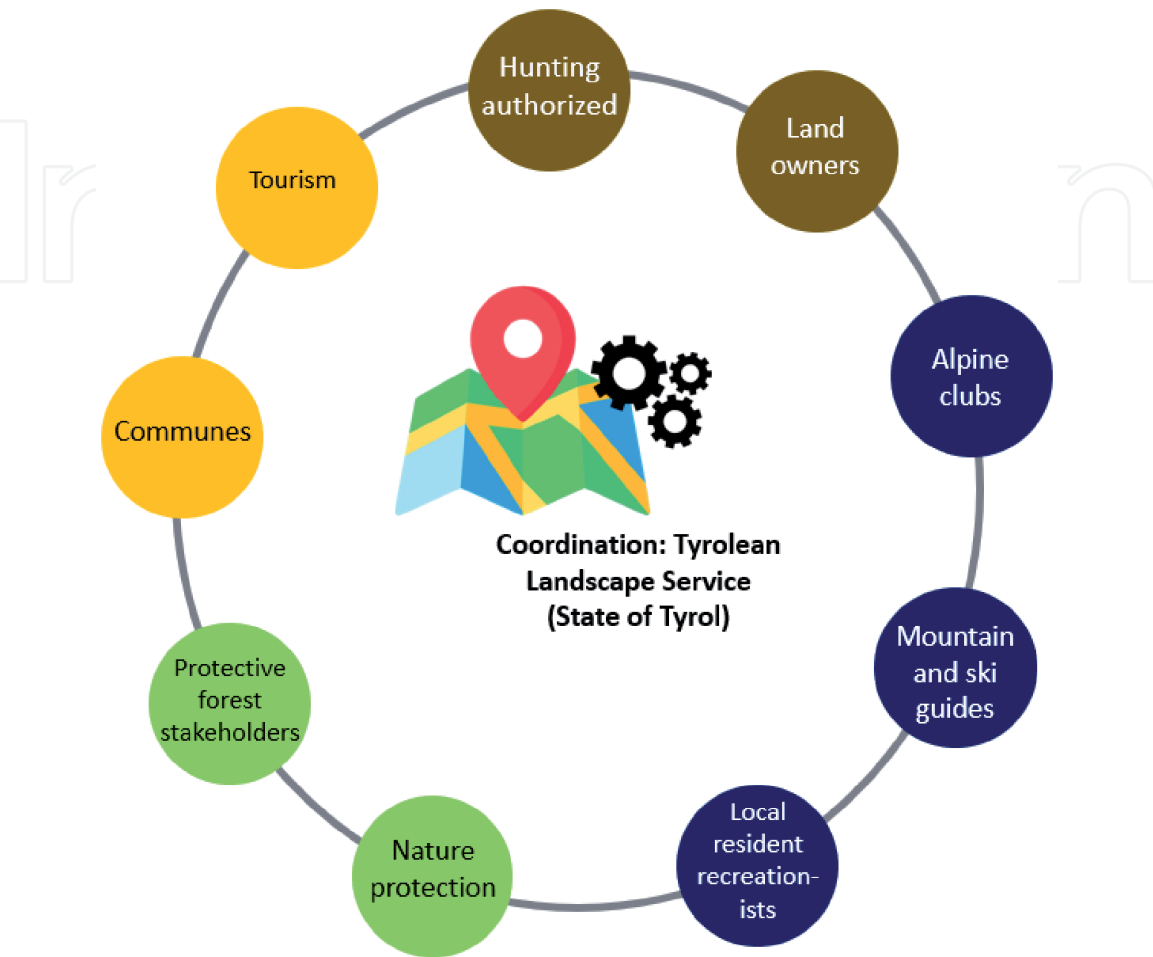 Hunting
authorized
Land
owners
Tourism
Alpine
clubs
Communes
Coordination: Tyrolean
Landscape Service
(State of Tyrol)
Mountain
and ski
guides
Protective
forest
stakeholders
Local
resident
recreation-
ists
Nature
protection